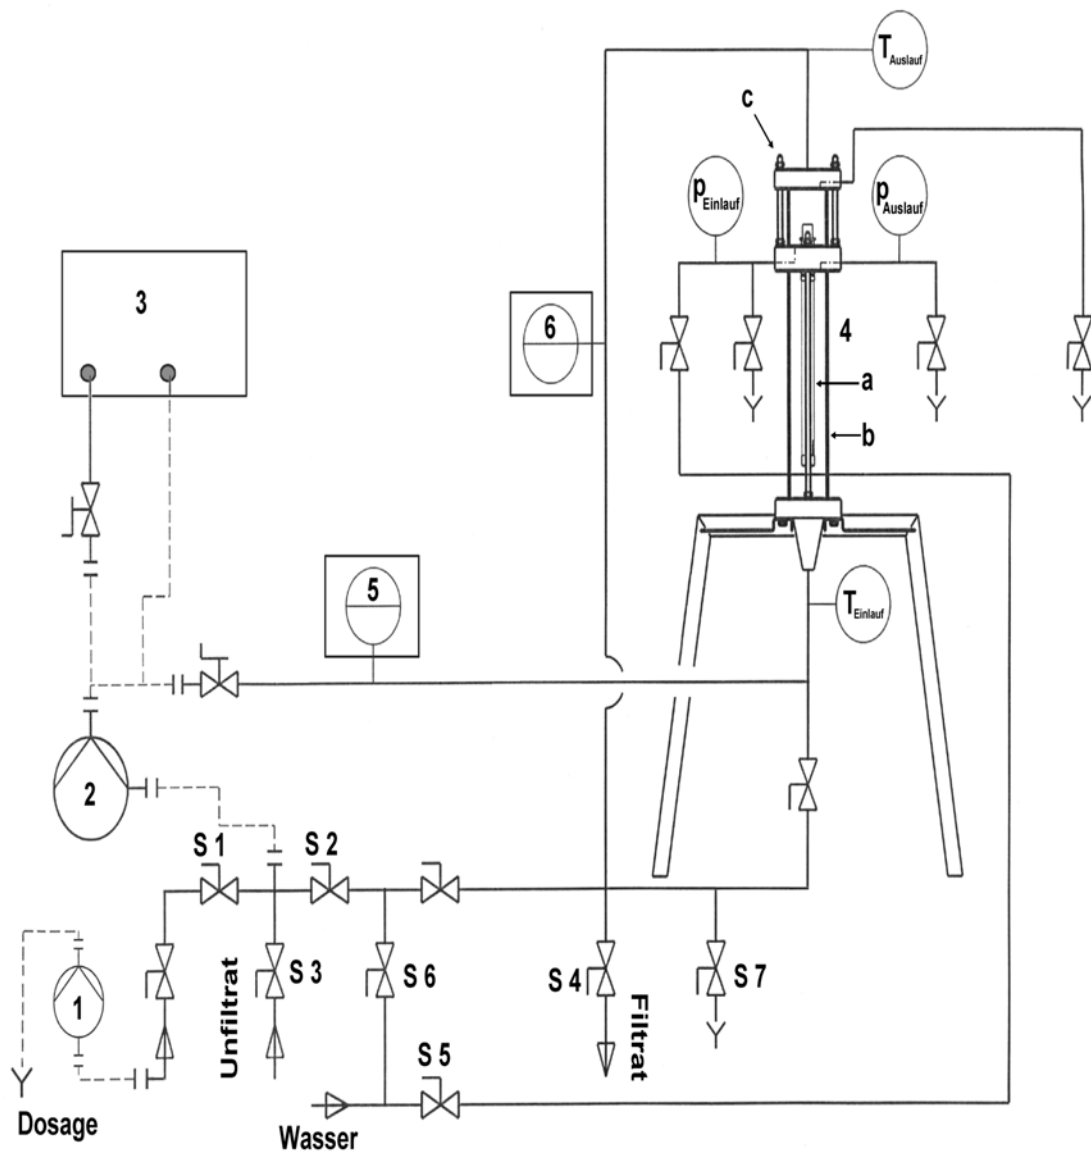 T Auslauf
c
p Einlauf
p Auslauf
3
6
4
a
b
5
T Einlauf
2
S 1
S 2
1
Unfiltrat
S 3
S 6
S 4
Filtrat
S 7
S 5
Dosage
Wasser